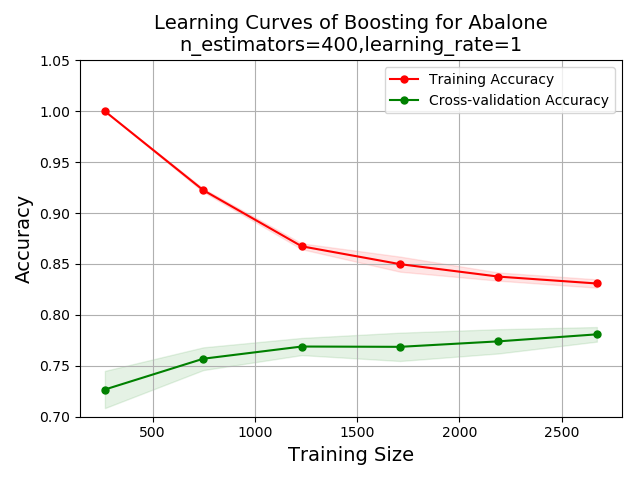 Learning Curves of Boosting for Abalone
n_estimators=400,learning_rate=1
1.05
1.00
0.95
0.90
0.85
0.80
0.75
0.70
Accuracy
Training Accuracy
Cross-validation Accuracy
500
1000
1500
2000
2500
Training Size